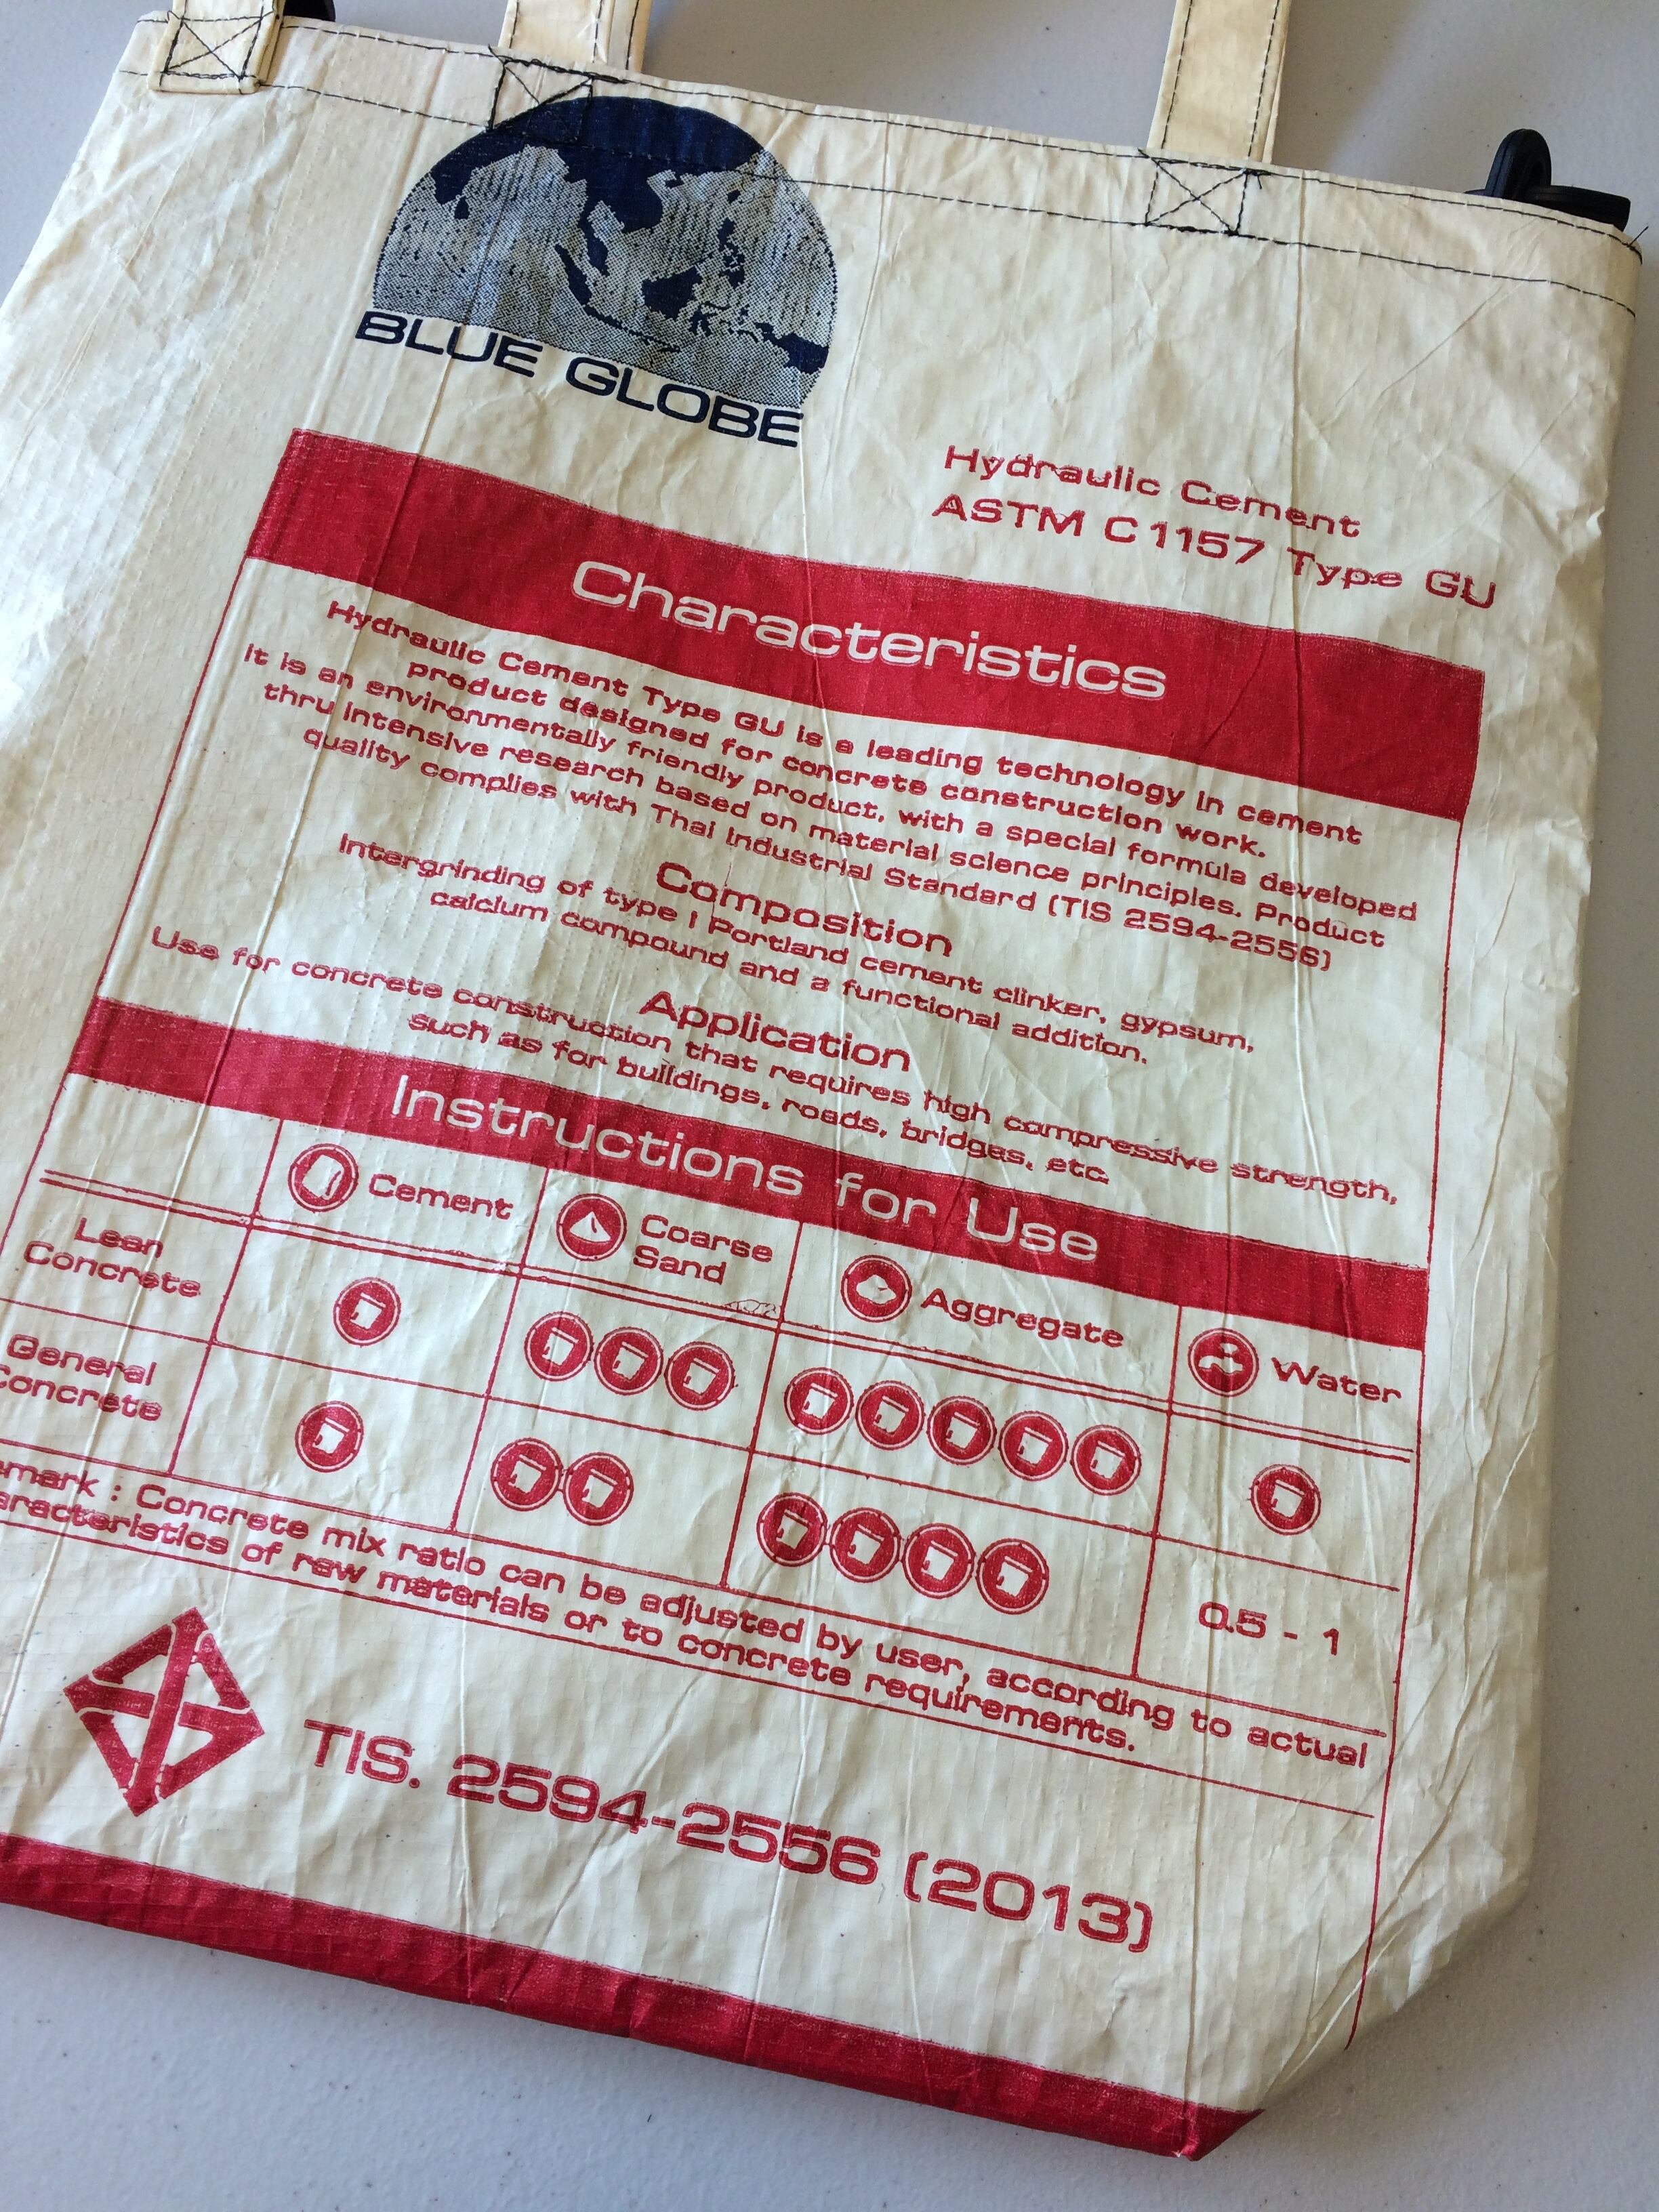 BLUE GLOBE
Hydraulic Cement
ASTM C 1157 Type GU
Characteristics
Hydraulic Cement Type GU is a leading technology in cement
product designed for concrete construction work.
It is an environmentally friendly product, with a special formula developed
thru intensive research based on material science principles. Product
quality complies with Thai Industrial Standard (TIS 2594-2556)
Composition
Intergrinding of type I Portland cement clinker, gypsum,
calcium compound and a functional addition.
Application
Use for concrete construction that requires high compressive strength,
such as for buildings, roads, bridges, etc.
Instructions for Use
Cement
Coarse
Sand
Aggregate
Water
Lean
Concrete
General
Concrete
0.5 - 1
emark : Concrete mix ratio can be adjusted by user, according to actual
aracteristics of raw materials or to concrete requirements.
TIS. 2594-2556 (2013)